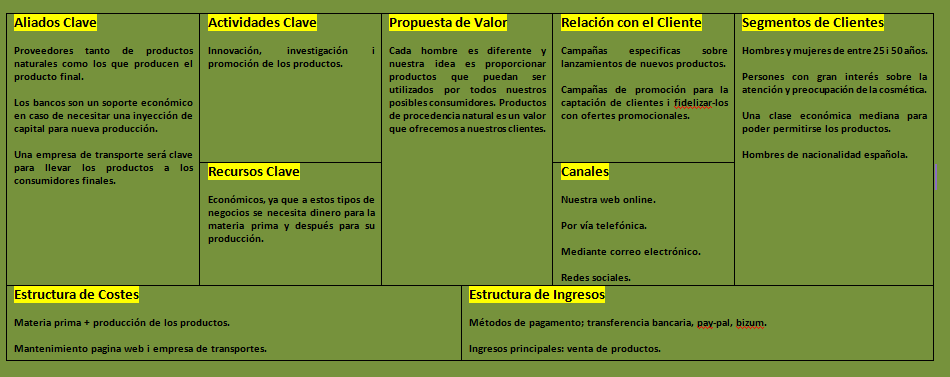 Aliados Clave
Proveedores tanto de productos
naturales como los que producen el
producto final.
Los bancos son un soporte económico
en caso de necesitar una inyección de
capital para nueva producción.
Una empresa de transporte será clave
para llevar los productos a los
consumidores finales.
Actividades Clave
Innovación, investigación i
promoción de los productos.
Recursos Clave
Económicos, ya que a estos tipos de
negocios se necesita dinero para la
materia prima y después para su
producción.
Propuesta de Valor
Cada hombre es diferente y
nuestra idea es proporcionar
productos que puedan ser
utilizados por todos nuestros
posibles consumidores. Productos
de procedencia natural es un valor
que ofrecemos a nuestros clientes.
Relación con el Cliente
Campañas especificas sobre
lanzamientos de nuevos productos.
Campañas de promoción para la
captación de clientes i fidelizar-los
con ofertes promocionales.
Canales
Nuestra web online.
Por vía telefónica.
Mediante correo electrónico.
Redes sociales.
Segmentos de Clientes
Hombres y mujeres de entre 25 i 50 años.
Persones con gran interés sobre la
atención y preocupación de la cosmética.
Una clase económica mediana para
poder permitirse los productos.
Hombres de nacionalidad española.
Estructura de Costes
Materia prima + producción de los productos.
Mantenimiento pagina web i empresa de transportes.
Estructura de Ingresos
Métodos de pagamento; transferencia bancaria, pay-pal, bizum.
Ingresos principales: venta de productos.